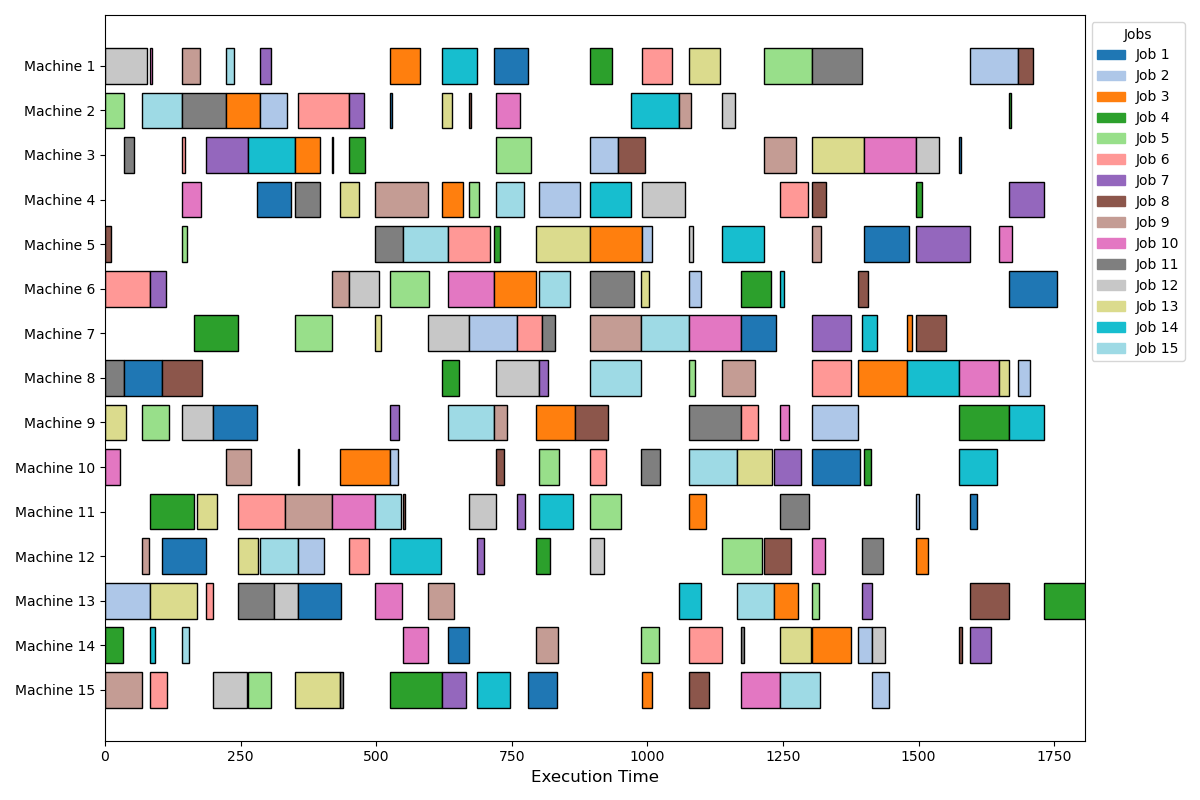 Machine 1
Machine 2
Machine 3
Machine 4
Machine 5
Machine 6
Machine 7
Machine 8
Machine 9
Machine 10
Machine 11
Machine 12
Machine 13
Machine 14
Machine 15
0 250 500 750 1000 1250 1500 1750
Execution Time
Jobs
Job 1
Job 2
Job 3
Job 4
Job 5
Job 6
Job 7
Job 8
Job 9
Job 10
Job 11
Job 12
Job 13
Job 14
Job 15